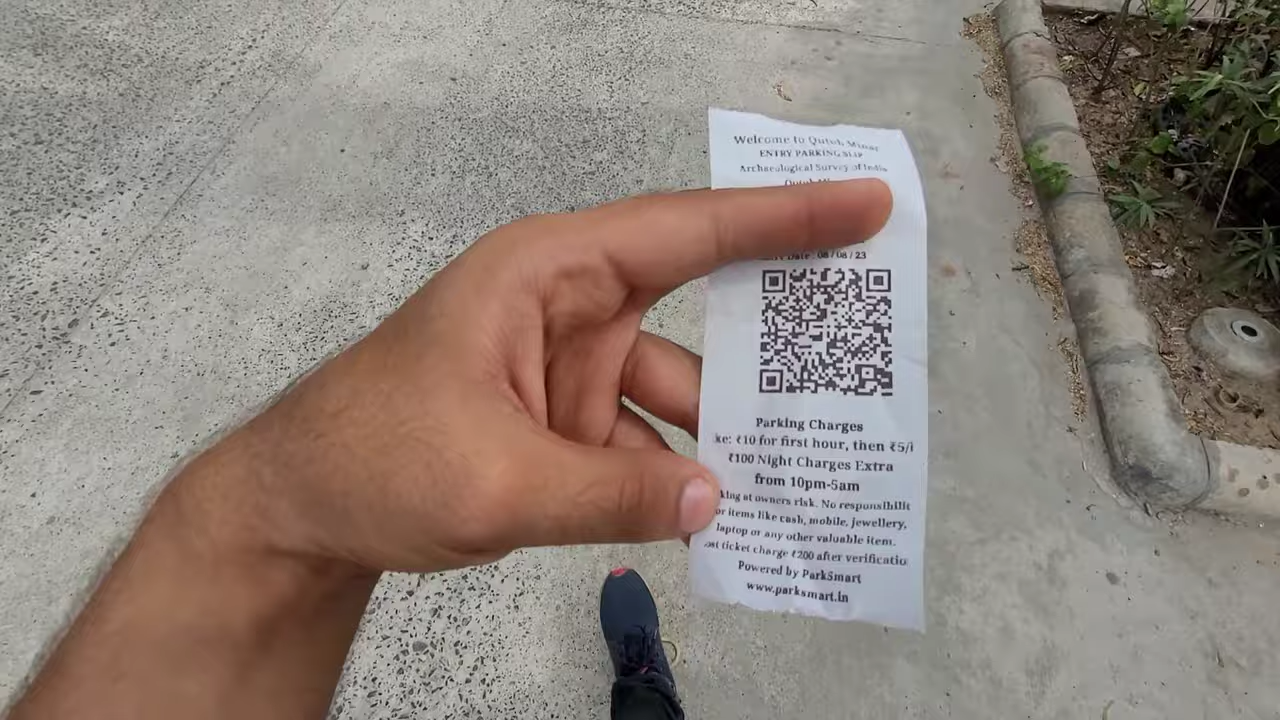 Welcome to Qutub Minar
ENTRY PARKING SLIP
Archaeological Survey of India
Qutub
Date : 08 / 08 / 23
Parking Charges
ke: ₹10 for first hour, then ₹5/
₹100 Night Charges Extra
from 10pm-5am
king at owners risk. No responsibilit
or items like cash, mobile, jewellery,
laptop or any other valuable item.
ost ticket charge ₹200 after verificatio
Powered by ParkSmart
www.parksmart.in